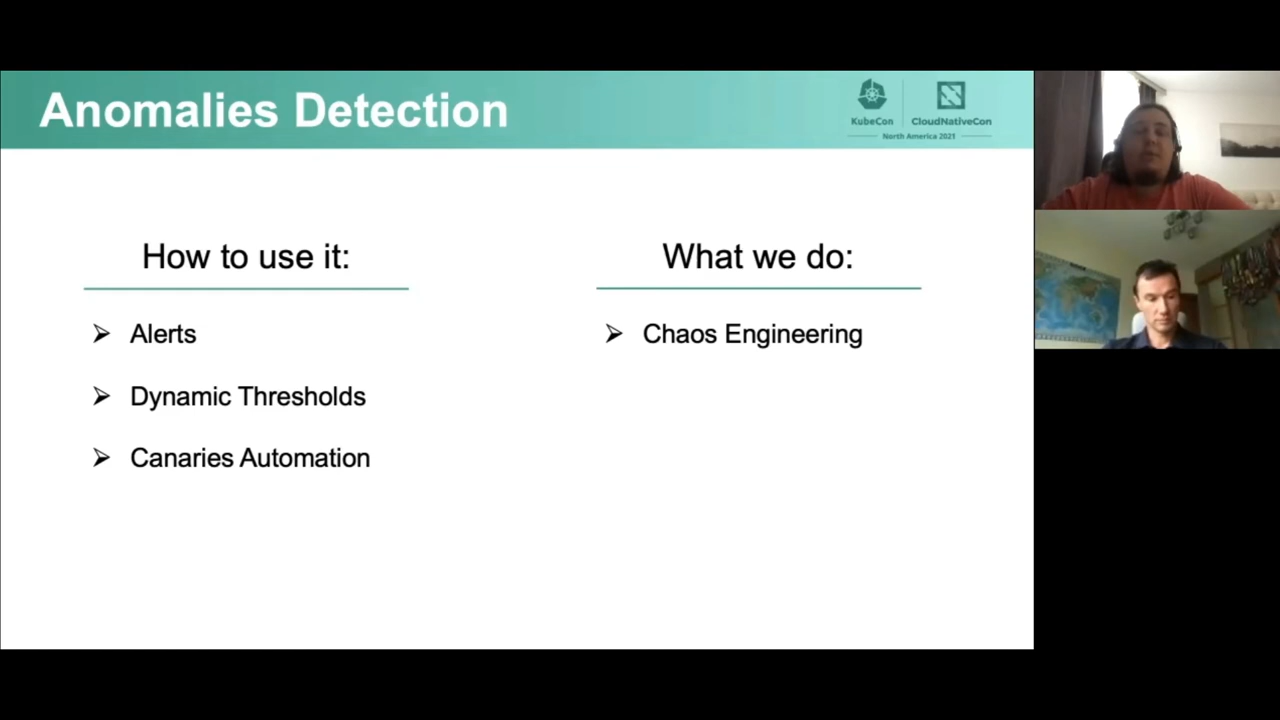 Anomalies Detection
KubeCon
CloudNativeCon
North America 2021
How to use it:
Alerts
Dynamic Thresholds
Canaries Automation
What we do:
Chaos Engineering